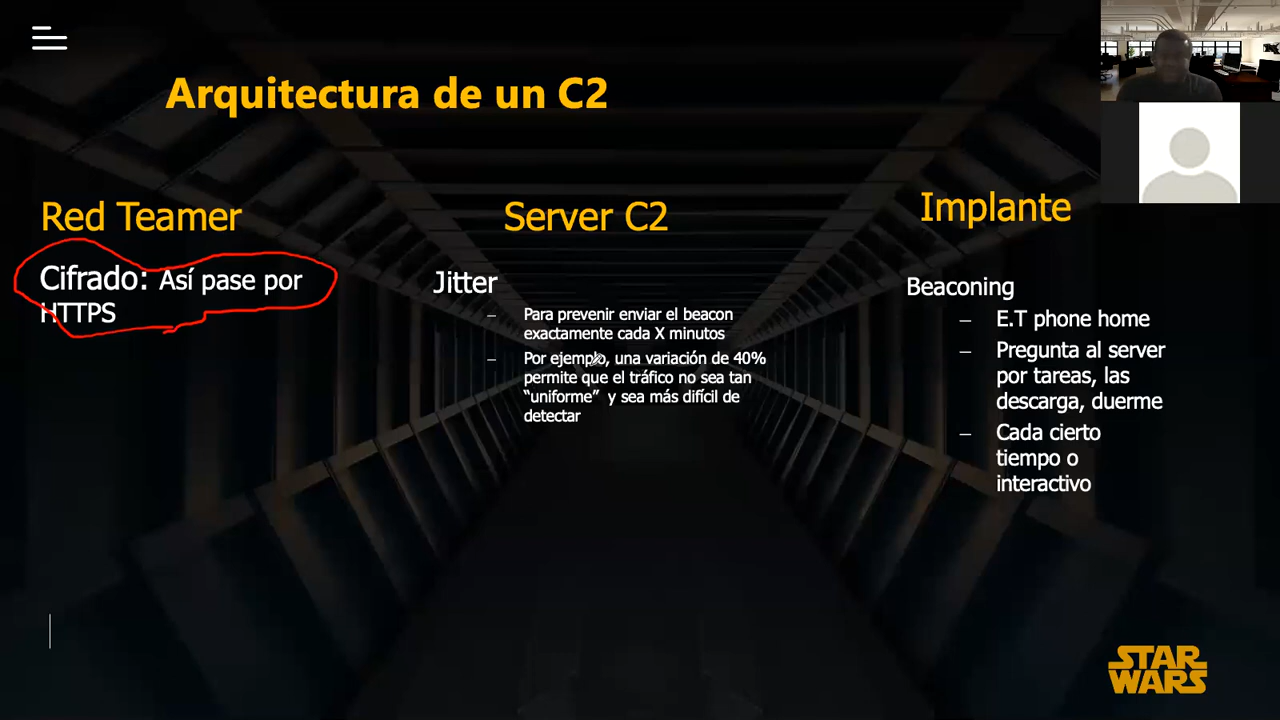 Arquitectura de un C2
Red Teamer
Cifrado: Así pase por
HTTPS
Server C2
Jitter
– Para prevenir enviar el beacon
exactamente cada X minutos
– Por ejemplo, una variación de 40%
permite que el tráfico no sea tan
“uniforme” y sea más difícil de
detectar
Implante
Beaconing
– E.T phone home
– Pregunta al server
por tareas, las
descarga, duerme
– Cada cierto
tiempo o
interactivo
STAR
WARS